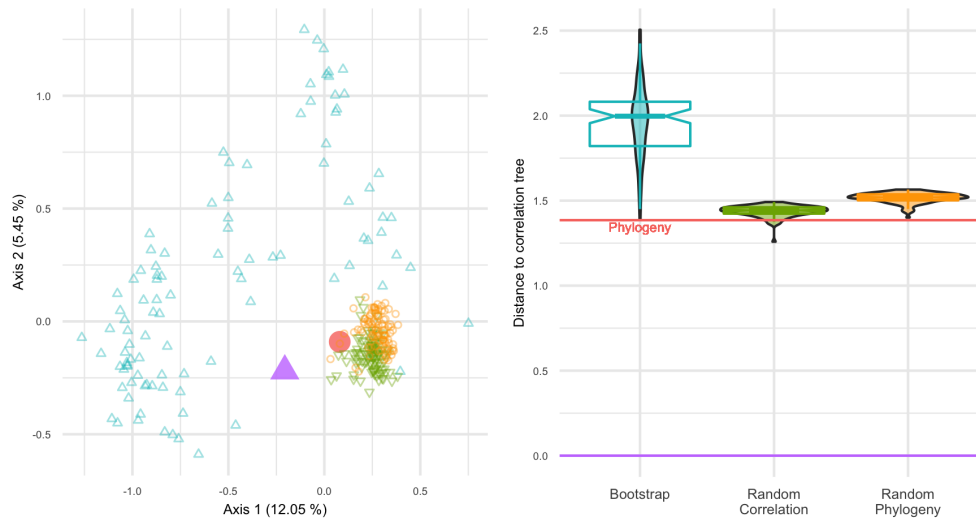 Axis 2 (5.45 %)
1.0
0.5
0.0
-0.5
-1.0
-0.5
0.0
0.5
Axis 1 (12.05 %)
Distance to correlation tree
2.5
2.0
1.5
1.0
0.5
0.0
Phylogeny
Bootstrap
Random
Correlation
Random
Phylogeny